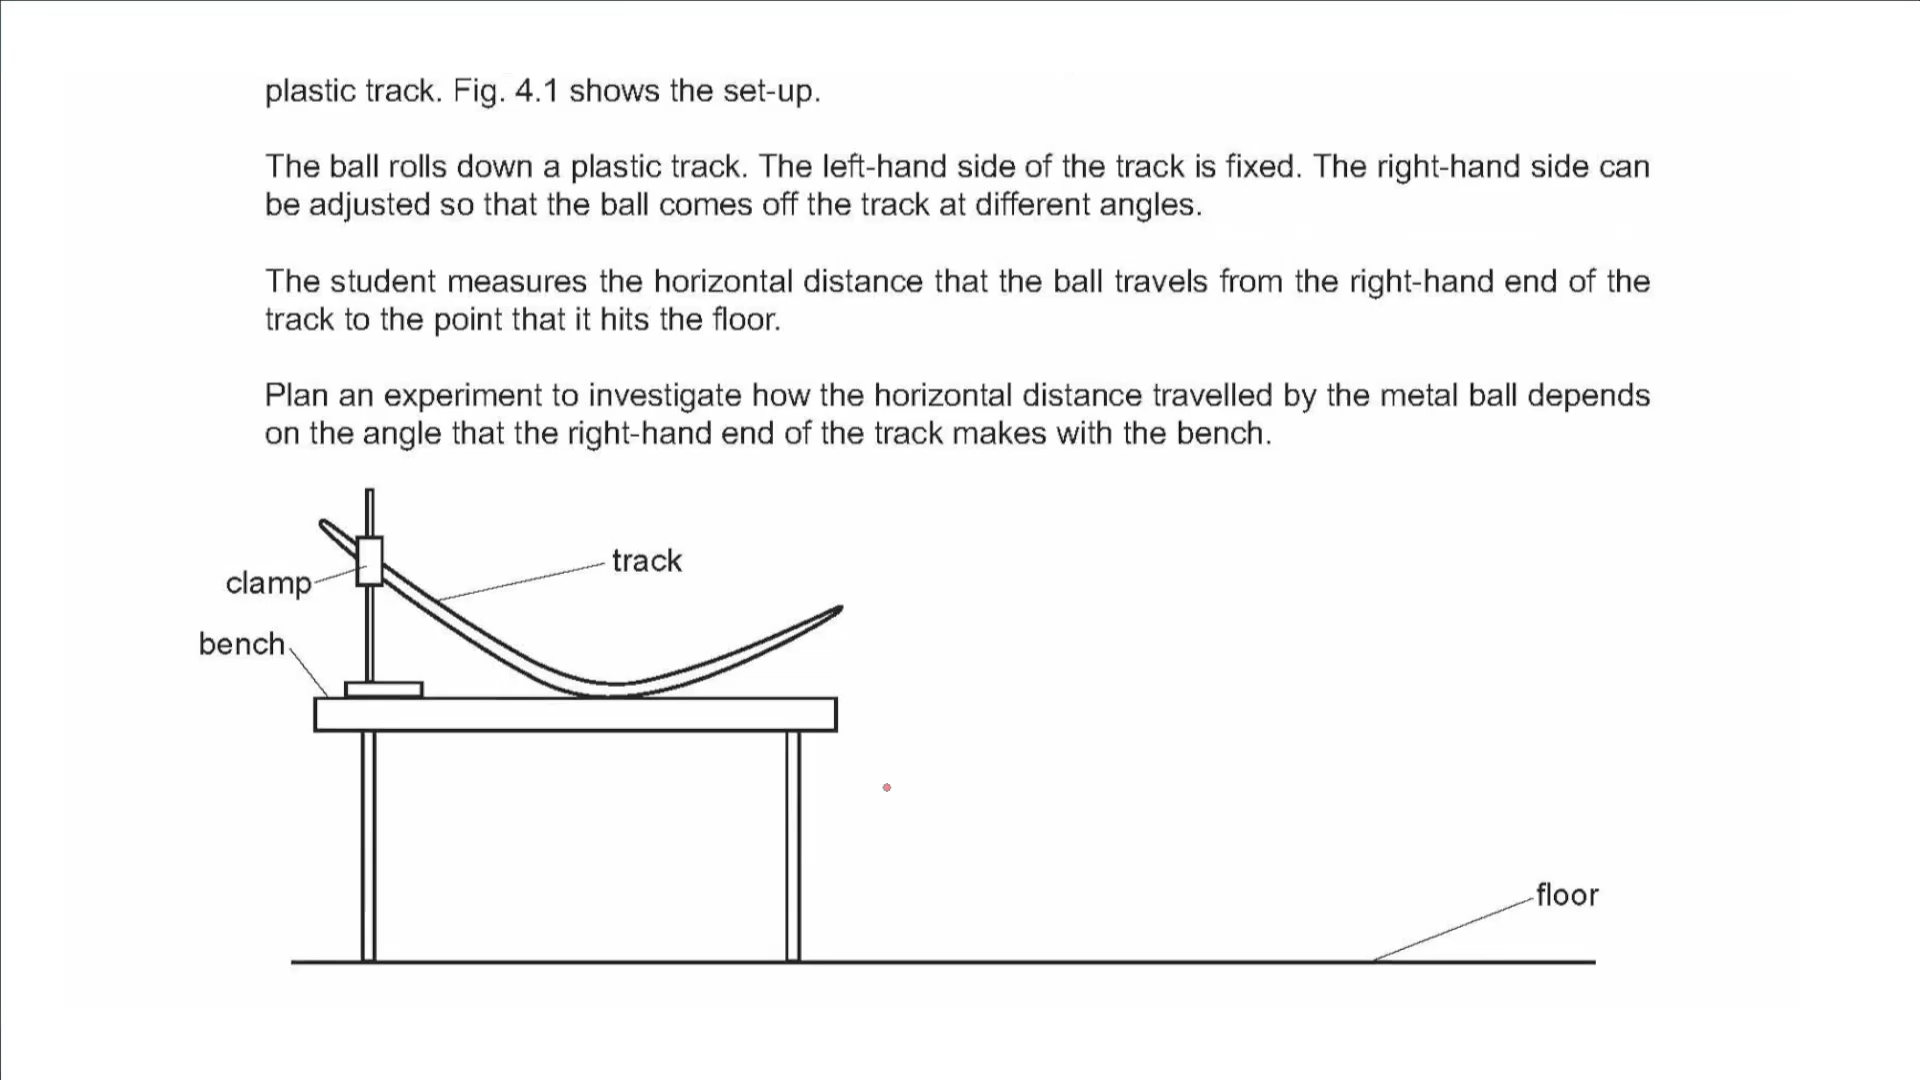 plastic track. Fig. 4.1 shows the set-up.
The ball rolls down a plastic track. The left-hand side of the track is fixed. The right-hand side can
be adjusted so that the ball comes off the track at different angles.
The student measures the horizontal distance that the ball travels from the right-hand end of the
track to the point that it hits the floor.
Plan an experiment to investigate how the horizontal distance travelled by the metal ball depends
on the angle that the right-hand end of the track makes with the bench.
track
clamp
bench
floor